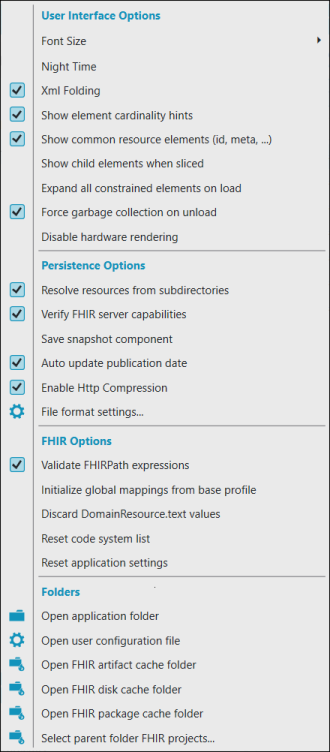 User Interface Options
Font Size
Night Time
Xml Folding
Show element cardinality hints
Show common resource elements (id, meta, ...)
Show child elements when sliced
Expand all constrained elements on load
Force garbage collection on unload
Disable hardware rendering
Persistence Options
Resolve resources from subdirectories
Verify FHIR server capabilities
Save snapshot component
Auto update publication date
Enable Http Compression
File format settings...
FHIR Options
Validate FHIRPath expressions
Initialize global mappings from base profile
Discard DomainResource.text values
Reset code system list
Reset application settings
Folders
Open application folder
Open user configuration file
Open FHIR artifact cache folder
Open FHIR disk cache folder
Open FHIR package cache folder
Select parent folder FHIR projects...